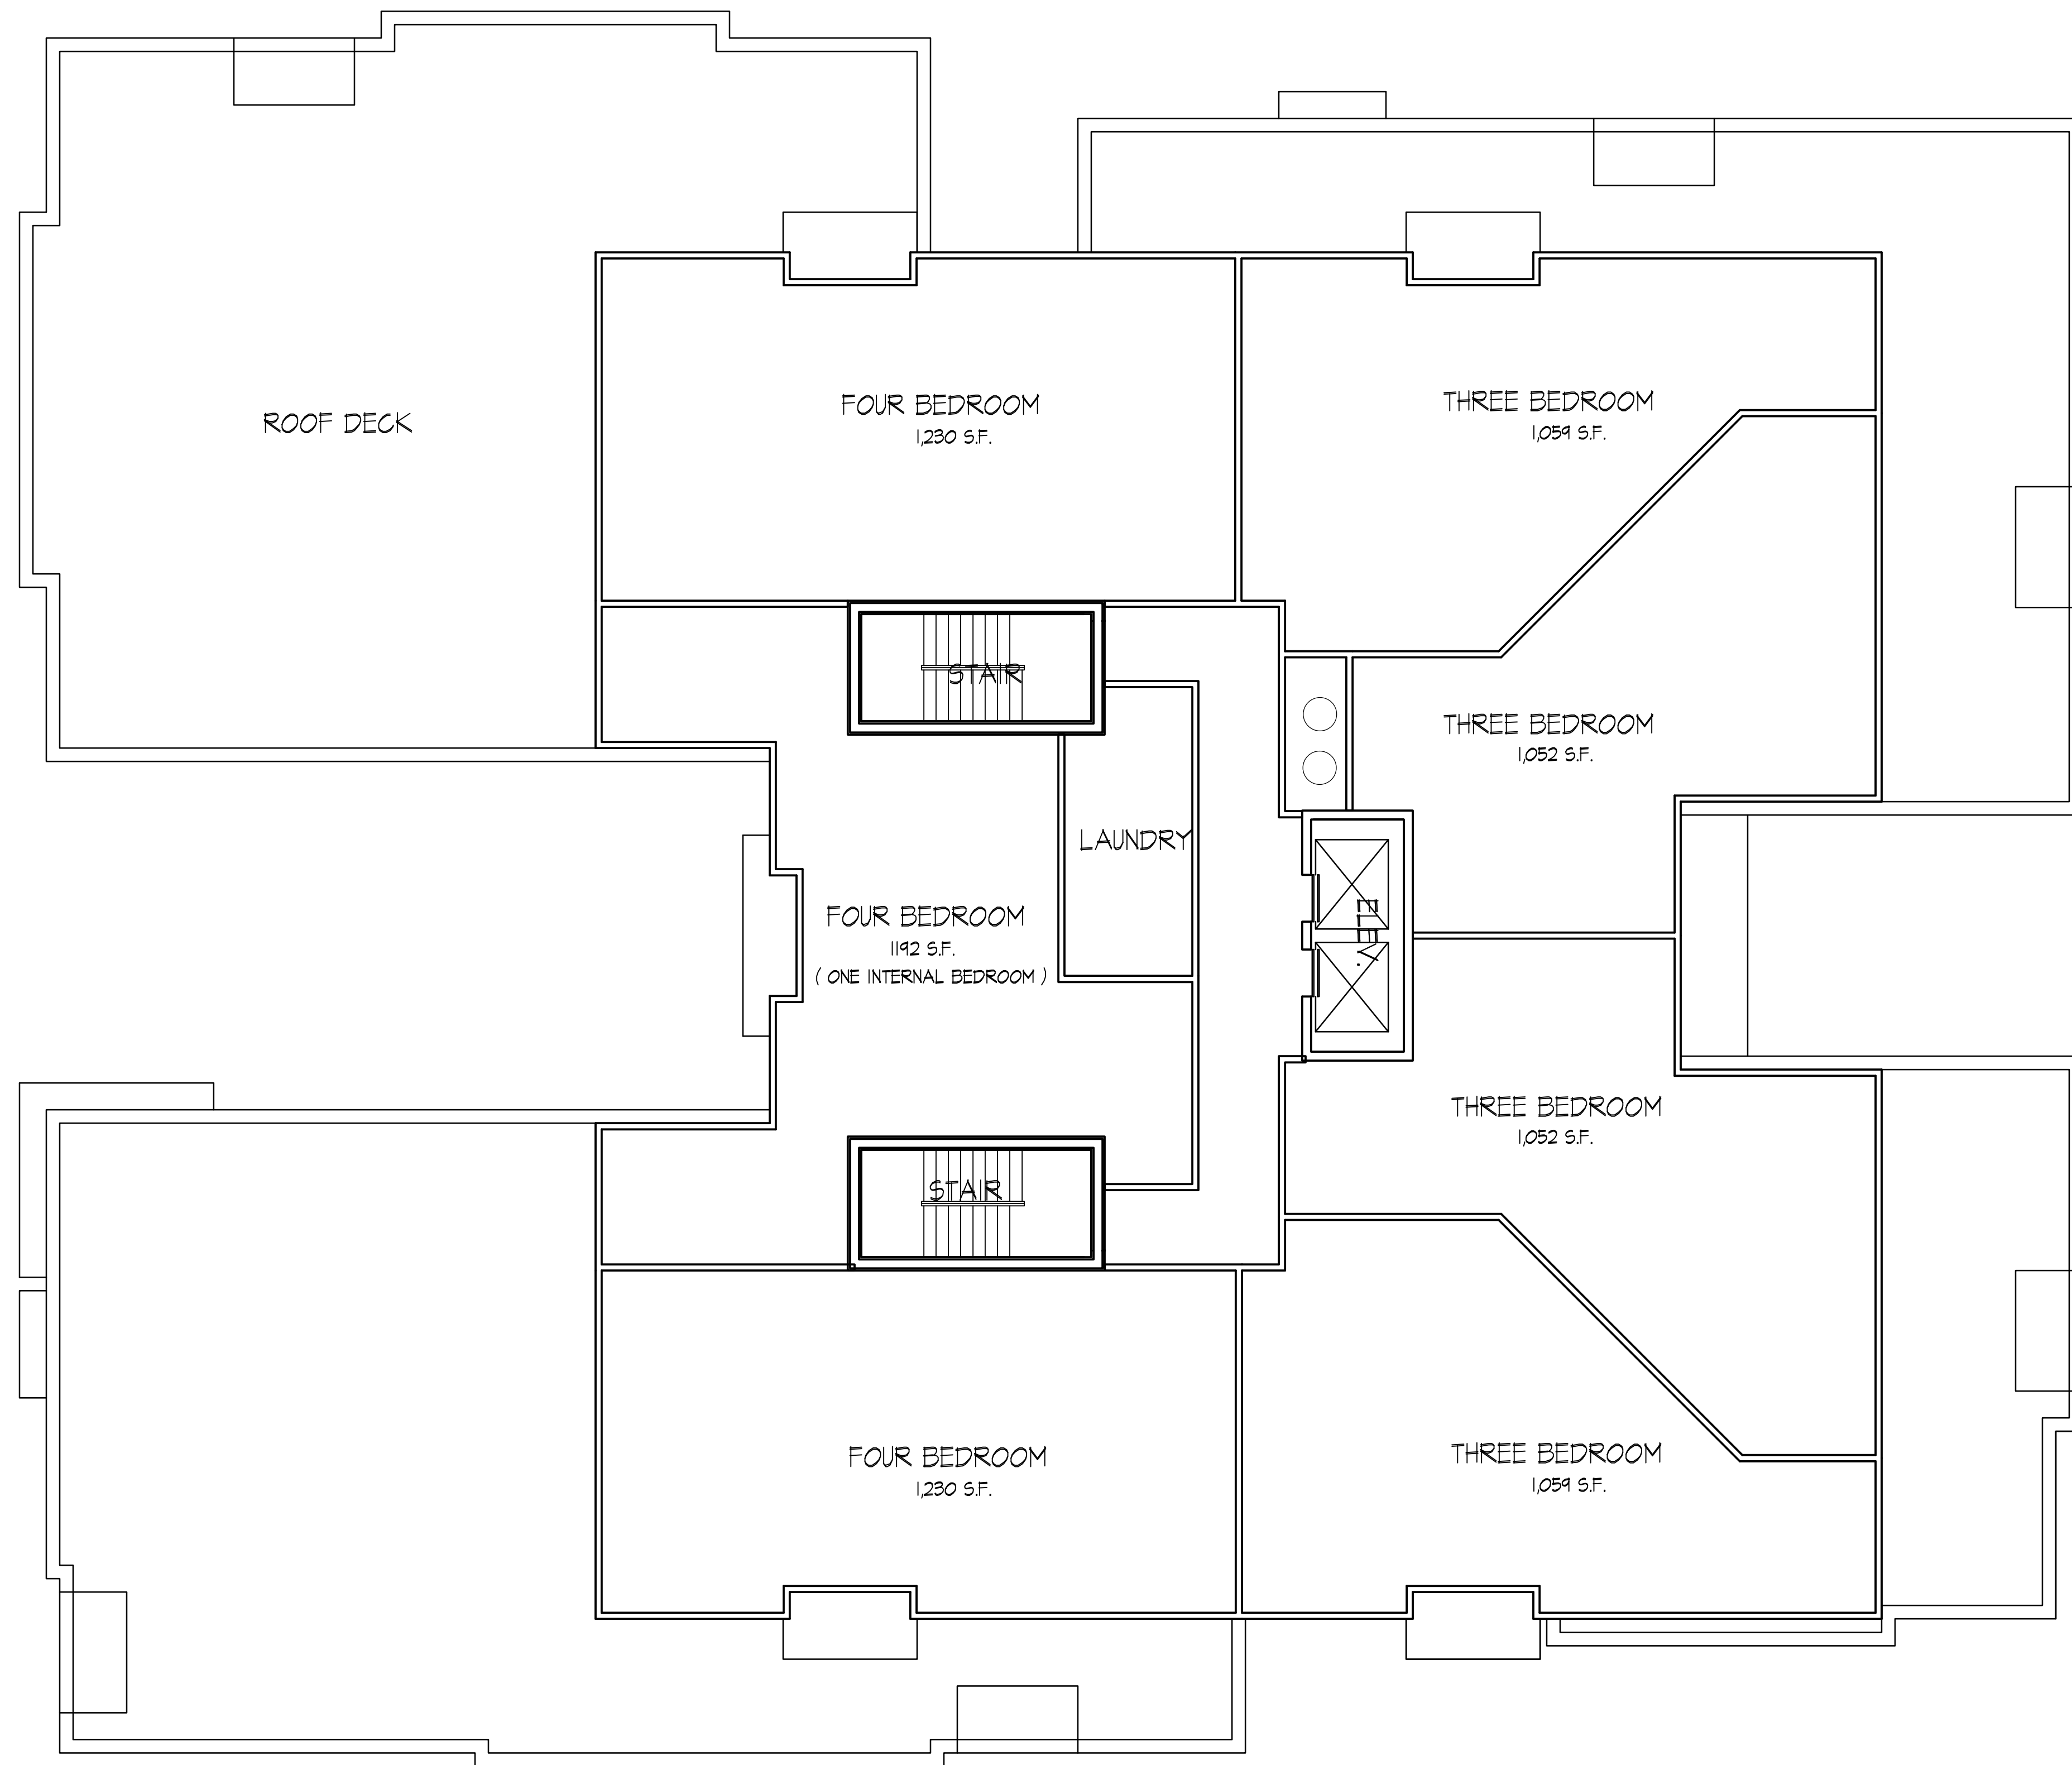 ROOF DECK
FOUR BEDROOM
1,230 S.F.
THREE BEDROOM
1,059 S.F.
STAIR
THREE BEDROOM
1,052 S.F.
LAUNDRY
ELEV.
FOUR BEDROOM
1192 S.F.
( ONE INTERNAL BEDROOM )
THREE BEDROOM
1,052 S.F.
STAIR
FOUR BEDROOM
1,230 S.F.
THREE BEDROOM
1,059 S.F.